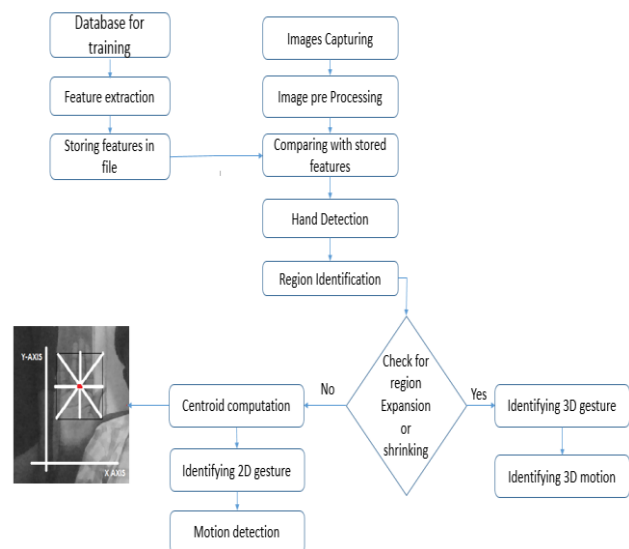 Database for
training
Feature extraction
Storing features in
file
Images Capturing
Image pre Processing
Comparing with stored
features
Hand Detection
Region Identification
Check for
region
Expansion
or
shrinking
No
Yes
Centroid computation
Identifying 2D gesture
Motion detection
Identifying 3D gesture
Identifying 3D motion
Y-AXIS
X AXIS